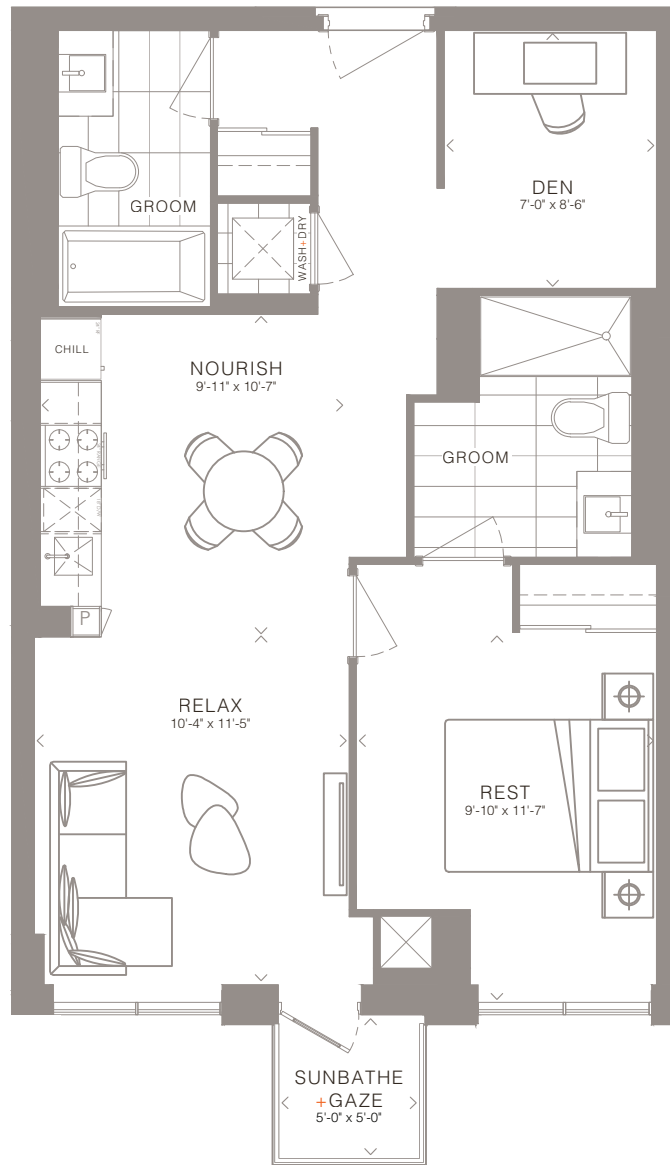 DEN
7'-0" x 8'-6"
GROOM
WASH+DRY
CHILL
NOURISH
9'-11" x 10'-7"
GROOM
P
RELAX
10'-4" x 11'-5"
REST
9'-10" x 11'-7"
SUNBATHE
+GAZE
5'-0" x 5'-0"